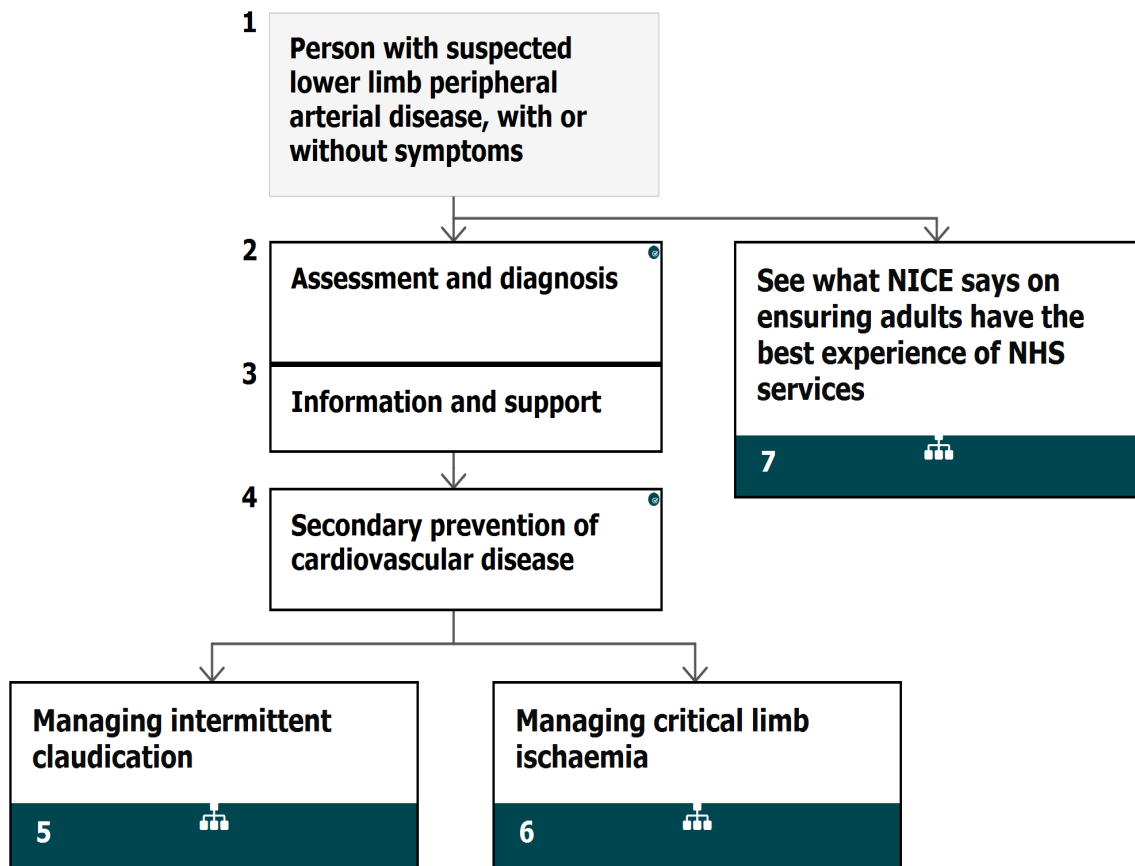 1
Person with suspected
lower limb peripheral
arterial disease, with or
without symptoms
2
Assessment and diagnosis
See what NICE says on
ensuring adults have the
best experience of NHS
services
7
3
Information and support
4
Secondary prevention of
cardiovascular disease
Managing intermittent
claudication
5
Managing critical limb
ischaemia
6